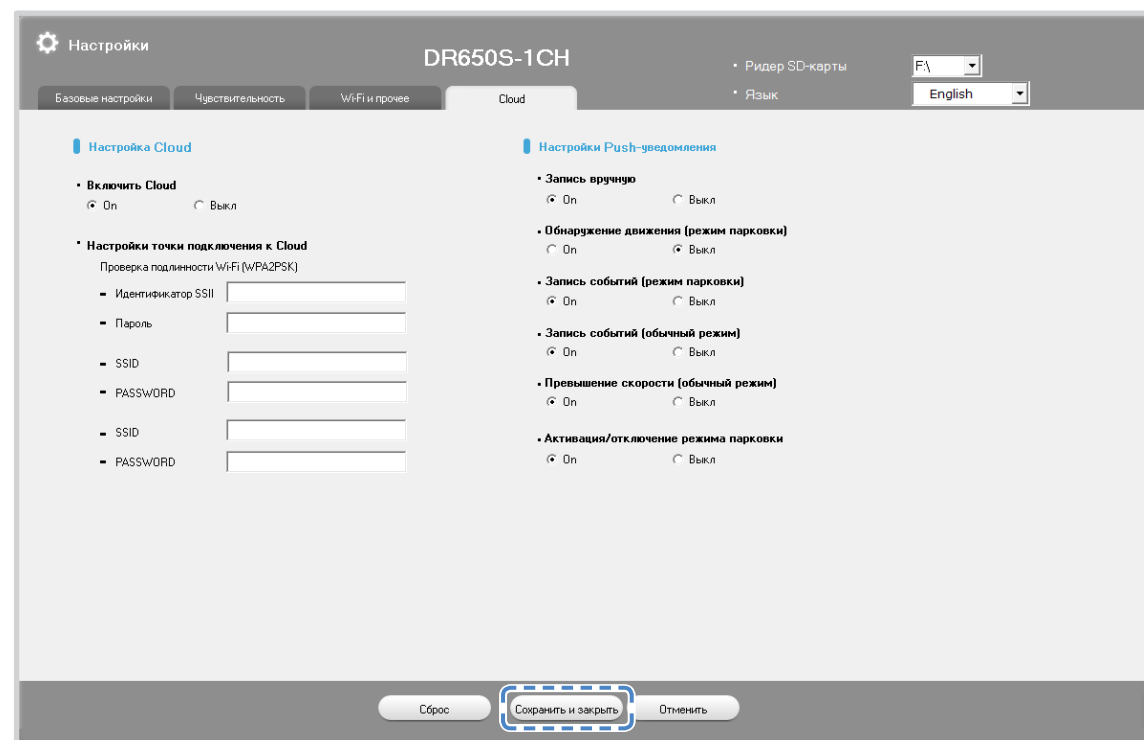 Настройки
DR650S-1CH
• Ридер SD-карты F:\
• Язык English
Базовые настройки Чувствительность Wi-Fi и прочее Cloud
Настройка Cloud
• Включить Cloud
On Выкл
• Настройки точки подключения к Cloud
Проверка подлинности Wi-Fi (WPA2PSK)
- Идентификатор SSII
- Пароль
- SSID
- PASSWORD
- SSID
- PASSWORD
Настройки Push-уведомления
• Запись вручную
On Выкл
• Обнаружение движения (режим парковки)
On Выкл
• Запись событий (режим парковки)
On Выкл
• Запись событий (обычный режим)
On Выкл
• Превышение скорости (обычный режим)
On Выкл
• Активация/отключение режима парковки
On Выкл
Сброс Сохранить и закрыть Отменить